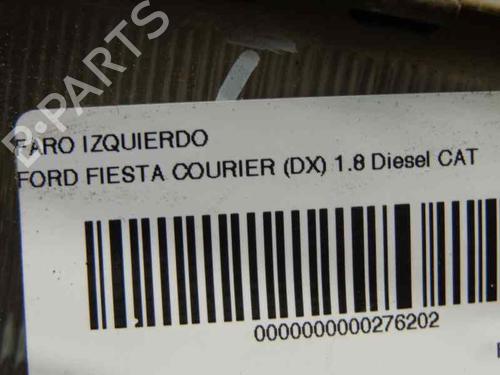 FARO IZQUIERDO
FORD FIESTA COURIER (DX) 1.8 Diesel CAT
0000000000276202
B-PARTS